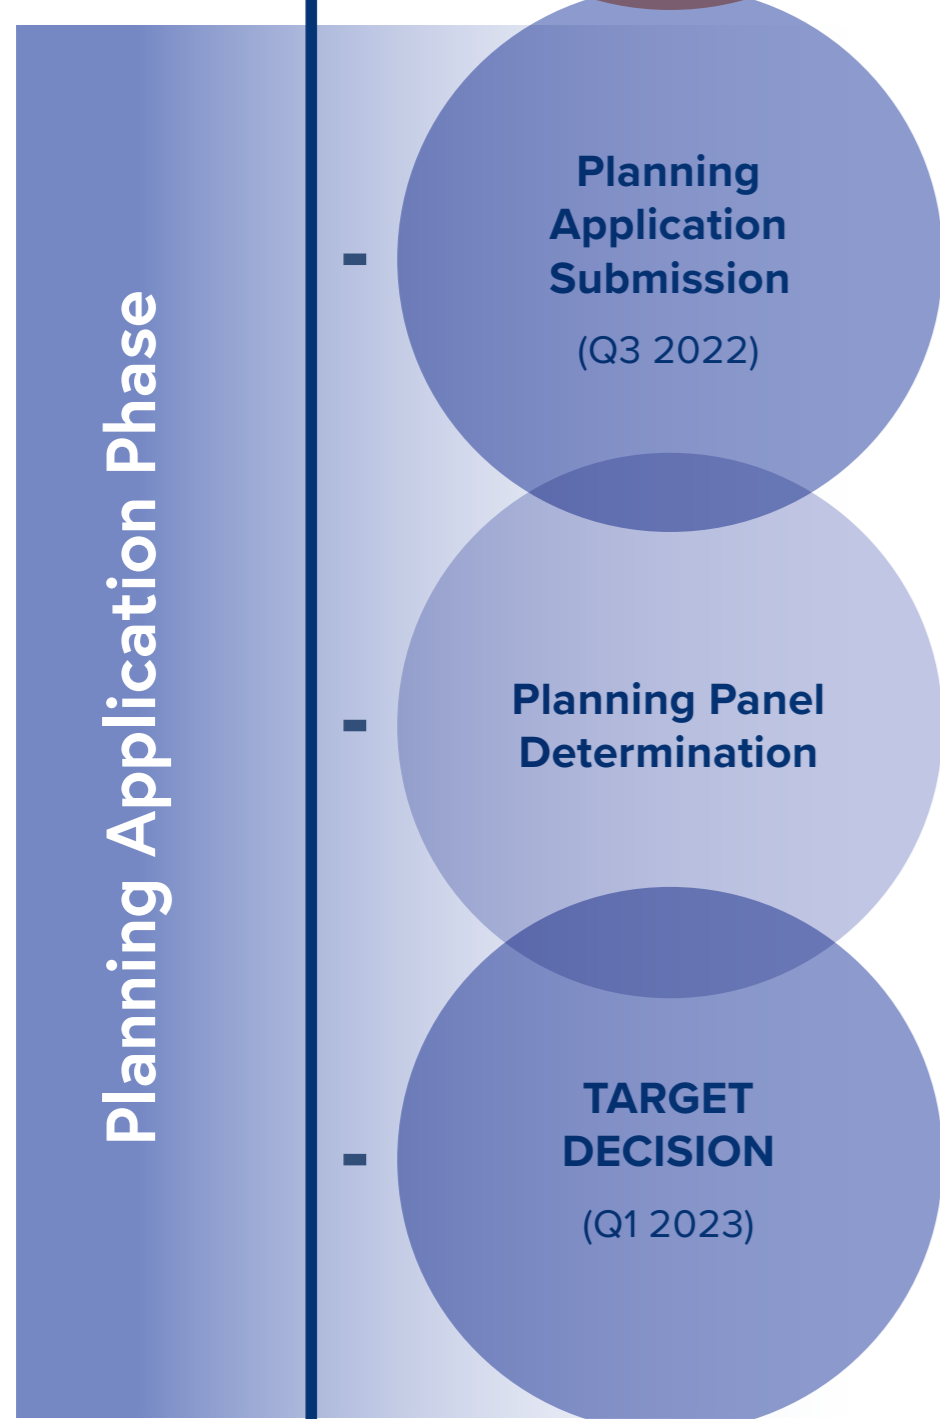 Planning Application Phase
Planning
Application
Submission
(Q3 2022)
Planning Panel
Determination
TARGET
DECISION
(Q1 2023)